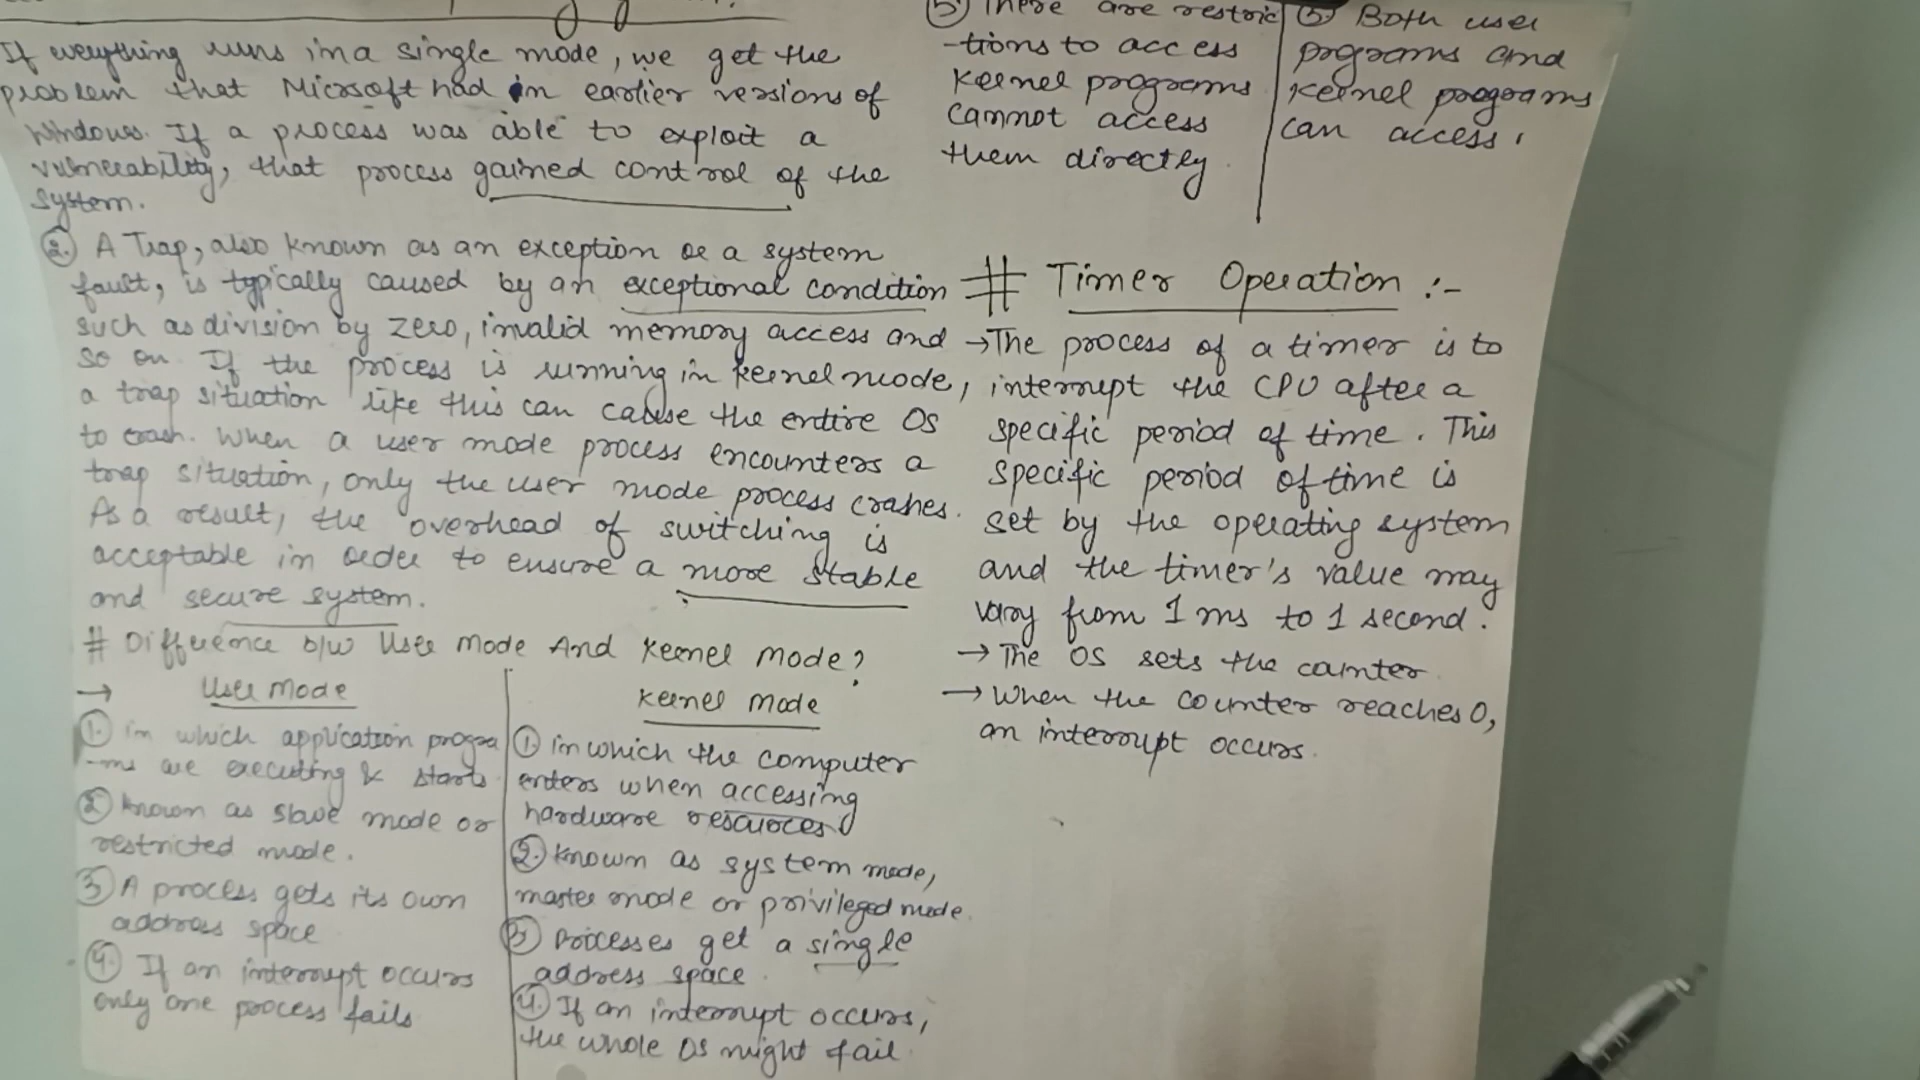 If everything runs in a single mode, we get the
problem that Microsoft had in earlier versions of
Windows. If a process was able to exploit a
vulnerability, that process gained control of the
system.
2. A Trap, also known as an exception or a system
fault, is typically caused by an exceptional condition
such as division by zero, invalid memory access and
so on. If the process is running in kernel mode,
a trap situation like this can cause the entire OS
to crash. When a user mode process encounters a
trap situation, only the user mode process crashes.
As a result, the overhead of switching is
acceptable in order to ensure a more stable
and secure system.
# Difference b/w User Mode And Kernel Mode?
→ User Mode
1. in which application progra
-ms are executing & starts
2. known as slave mode or
restricted mode.
3. A process gets its own
address space
4. If an interrupt occurs
only one process fails
Kernel Mode
1. in which the computer
enters when accessing
hardware resources
2. Known as system mode,
master mode or privileged mode.
3. Processes get a single
address space.
4. If an interrupt occurs,
the whole OS might fail.
5. There are restric
-tions to access
Kernel programs
cannot access
them directly.
5. Both user
programs and
kernel programs
can access.
# Timer Operation :-
→ The process of a timer is to
interrupt the CPU after a
specific period of time. This
specific period of time is
set by the operating system
and the timer's value may
vary from 1 ms to 1 second.
→ The OS sets the counter
→ When the counter reaches 0,
an interrupt occurs.